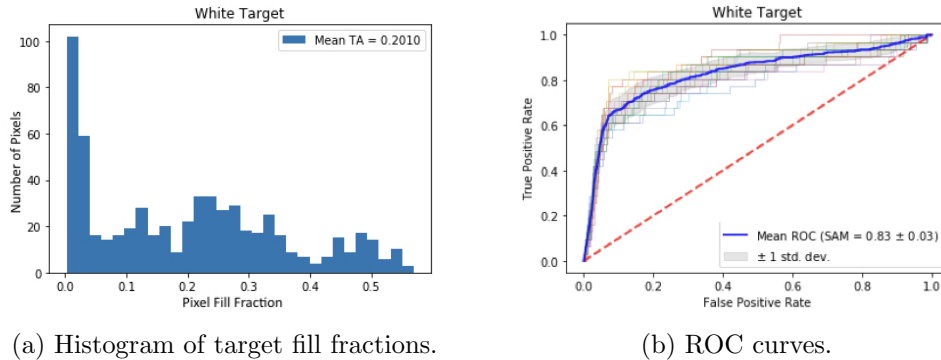 White Target
Mean TA = 0.2010
Number of Pixels
100
80
60
40
20
0
0.0 0.1 0.2 0.3 0.4 0.5
Pixel Fill Fraction
(a) Histogram of target fill fractions.
White Target
True Positive Rate
1.0
0.8
0.6
0.4
0.2
0.0
Mean ROC (SAM = 0.83 ± 0.03)
± 1 std. dev.
0.0 0.2 0.4 0.6 0.8 1.0
False Positive Rate
(b) ROC curves.